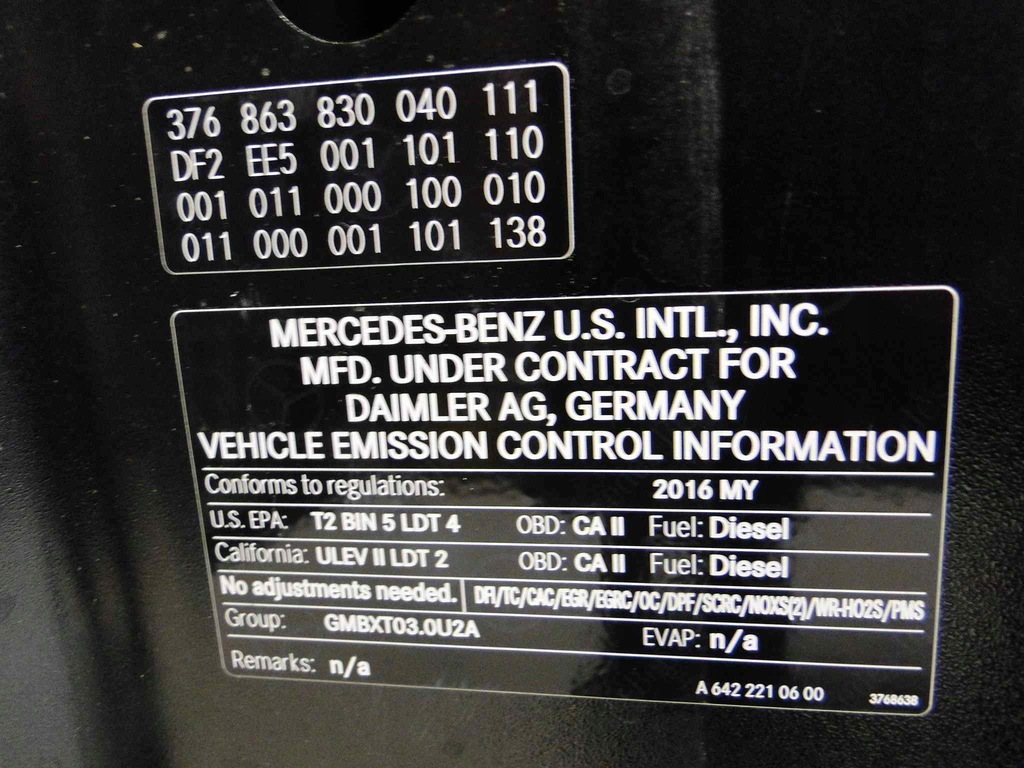 376 863 830 040 111
DF2 EE5 001 101 110
001 011 000 100 010
011 000 001 101 138
MERCEDES-BENZ U.S. INTL., INC.
MFD. UNDER CONTRACT FOR
DAIMLER AG, GERMANY
VEHICLE EMISSION CONTROL INFORMATION
Conforms to regulations: 2016 MY
U.S. EPA: T2 BIN 5 LDT 4 OBD: CA II Fuel: Diesel
California: ULEV II LDT 2 OBD: CA II Fuel: Diesel
No adjustments needed. DFI/TC/CAC/EGR/EGRC/OC/DPF/SCRC/NOXS(2)/WR-HO2S/PMS
Group: GMBXT03.0U2A EVAP: n/a
Remarks: n/a
A 642 221 06 00 3768638